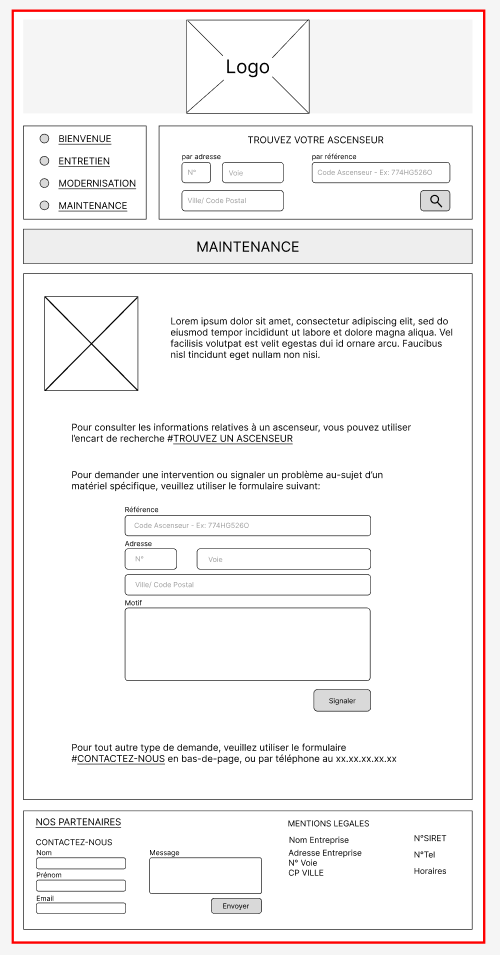 Logo
BIENVENUE
ENTRETIEN
MODERNISATION
MAINTENANCE
TROUVEZ VOTRE ASCENSEUR
par adresse
par référence
N°
Voie
Code Ascenseur - Ex: 774HG526O
Ville/ Code Postal
MAINTENANCE
Lorem ipsum dolor sit amet, consectetur adipiscing elit, sed do
eiusmod tempor incididunt ut labore et dolore magna aliqua. Vel
facilisis volutpat est velit egestas dui id ornare arcu. Faucibus
nisl tincidunt eget nullam non nisi.
Pour consulter les informations relatives à un ascenseur, vous pouvez utiliser
l'encart de recherche #TROUVEZ UN ASCENSEUR
Pour demander une intervention ou signaler un problème au-sujet d'un
matériel spécifique, veuillez utiliser le formulaire suivant:
Référence
Code Ascenseur - Ex: 774HG526O
Adresse
N°
Voie
Ville/ Code Postal
Motif
Signaler
Pour tout autre type de demande, veuillez utiliser le formulaire
#CONTACTEZ-NOUS en bas-de-page, ou par téléphone au xx.xx.xx.xx.xx
NOS PARTENAIRES
CONTACTEZ-NOUS
Nom
Prénom
Email
Message
Envoyer
MENTIONS LEGALES
Nom Entreprise
Adresse Entreprise
N° Voie
CP VILLE
N°SIRET
N°Tel
Horaires